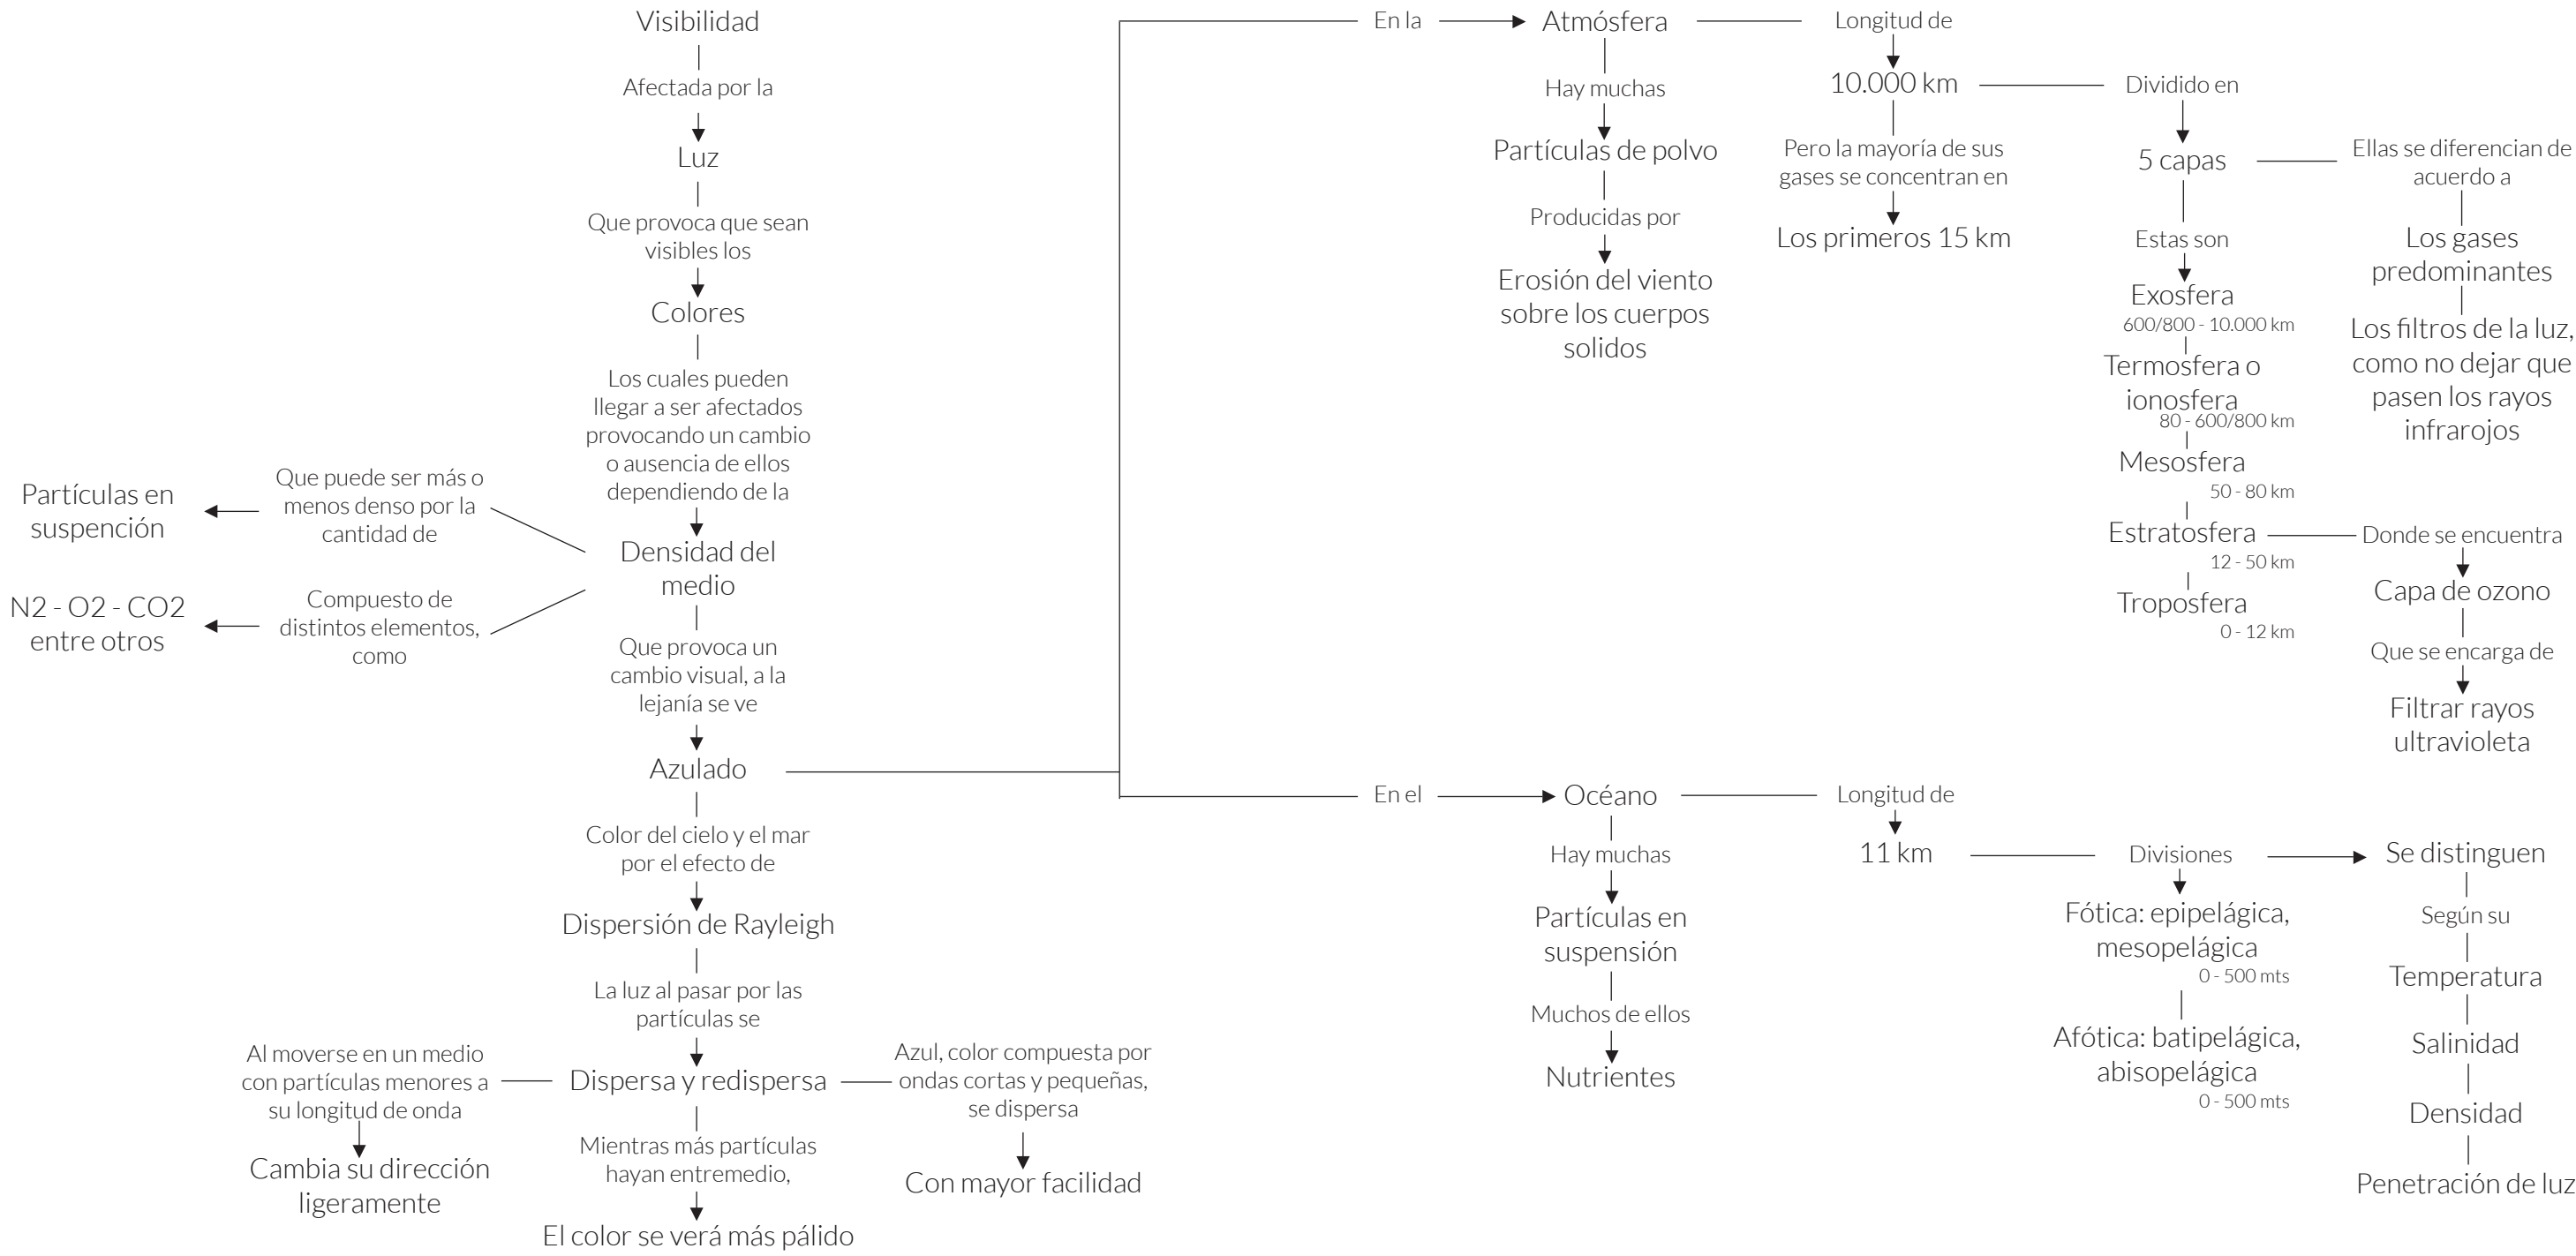 Visibilidad
Afectada por la
Luz
Que provoca que sean
visibles los
Colores
Los cuales pueden
llegar a ser afectados
provocando un cambio
o ausencia de ellos
dependiendo de la
Densidad del
medio
Que puede ser más o
menos denso por la
cantidad de
Partículas en
suspención
Compuesto de
distintos elementos,
como
N2 - O2 - CO2
entre otros
Que provoca un
cambio visual, a la
lejanía se ve
Azulado
Color del cielo y el mar
por el efecto de
Dispersión de Rayleigh
La luz al pasar por las
partículas se
Dispersa y redispersa
Al moverse en un medio
con partículas menores a
su longitud de onda
Cambia su dirección
ligeramente
Azul, color compuesta por
ondas cortas y pequeñas,
se dispersa
Con mayor facilidad
Mientras más partículas
hayan entremedio,
El color se verá más pálido
En la
Atmósfera
Hay muchas
Partículas de polvo
Producidas por
Erosión del viento
sobre los cuerpos
solidos
Longitud de
10.000 km
Pero la mayoría de sus
gases se concentran en
Los primeros 15 km
Dividido en
5 capas
Estas son
Exosfera
600/800 - 10.000 km
Termosfera o
ionosfera
80 - 600/800 km
Mesosfera
50 - 80 km
Estratosfera
12 - 50 km
Troposfera
0 - 12 km
Ellas se diferencian de
acuerdo a
Los gases
predominantes
Los filtros de la luz,
como no dejar que
pasen los rayos
infrarojos
Donde se encuentra
Capa de ozono
Que se encarga de
Filtrar rayos
ultravioleta
En el
Océano
Hay muchas
Partículas en
suspensión
Muchos de ellos
Nutrientes
Longitud de
11 km
Divisiones
Fótica: epipelágica,
mesopelágica
0 - 500 mts
Afótica: batipelágica,
abisopelágica
0 - 500 mts
Se distinguen
Según su
Temperatura
Salinidad
Densidad
Penetración de luz